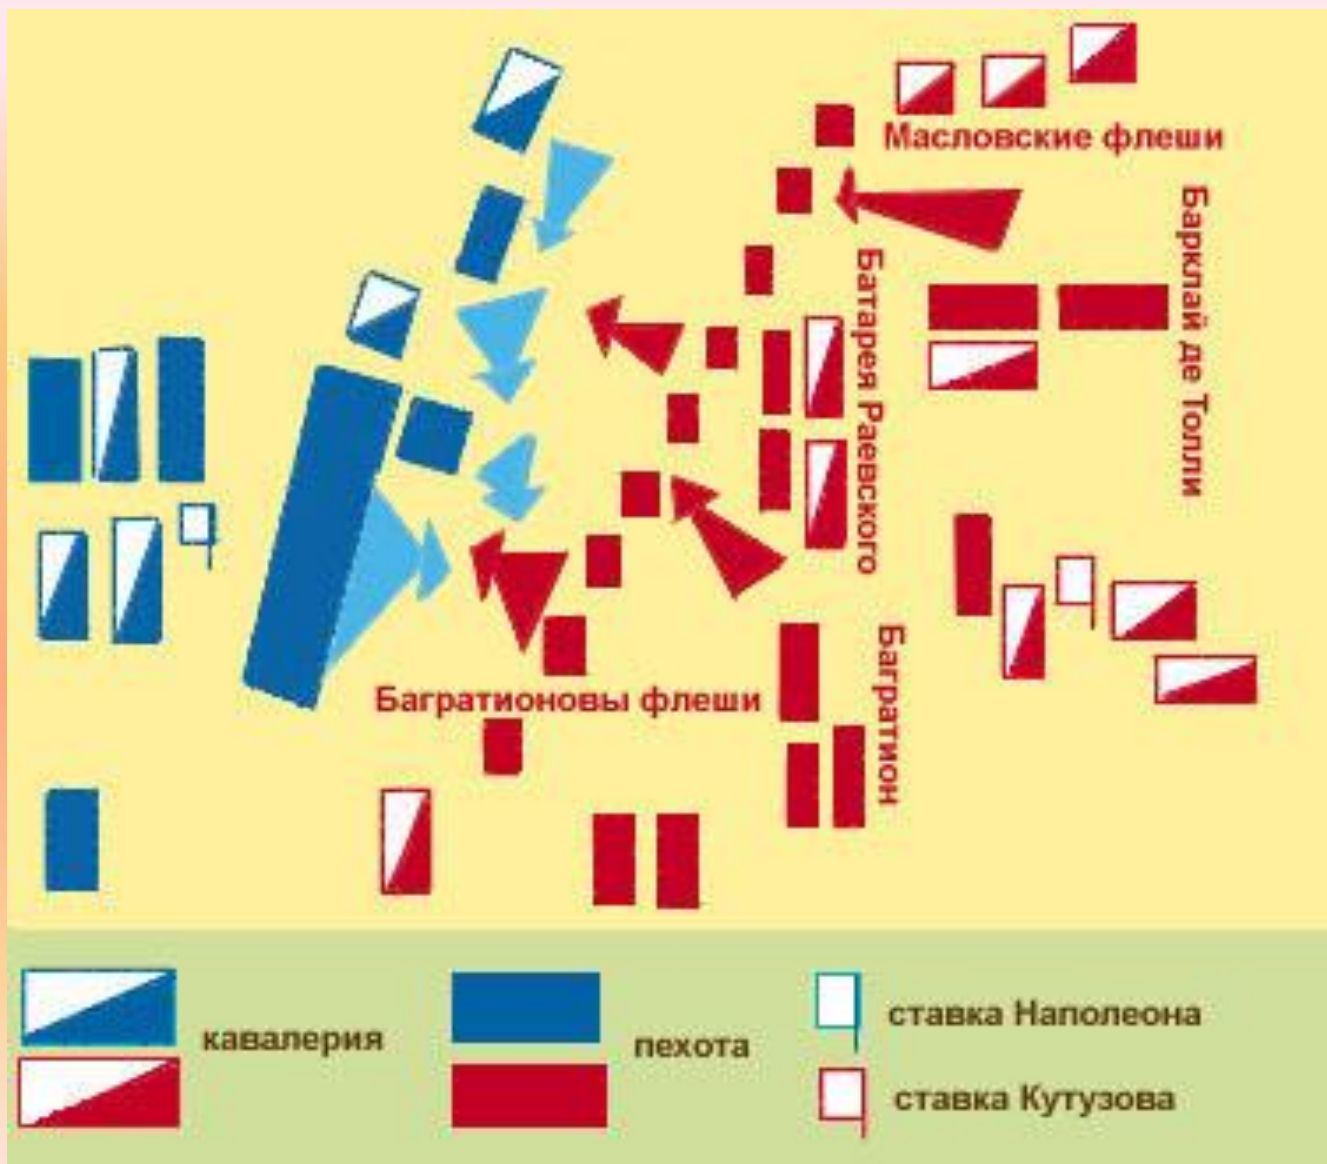 Масловские флеши
Барклай де Толли
Батарея Раевского
Багратион
Багратионовы флеши
кавалерия
пехота
ставка Наполеона
ставка Кутузова